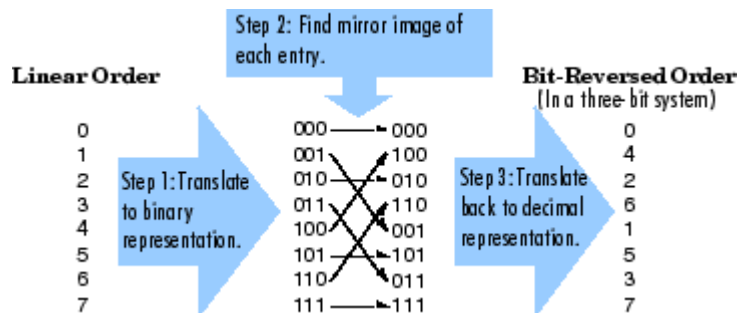 Step 2: Find mirror image of
each entry.
Linear Order
Bit-Reversed Order
(In a three-bit system)
0 000 000 0
1 001 100 4
2 010 010 2
3 011 110 6
4 100 001 1
5 101 101 5
6 110 011 3
7 111 111 7
Step 1: Translate
to binary
representation.
Step 3: Translate
back to decimal
representation.